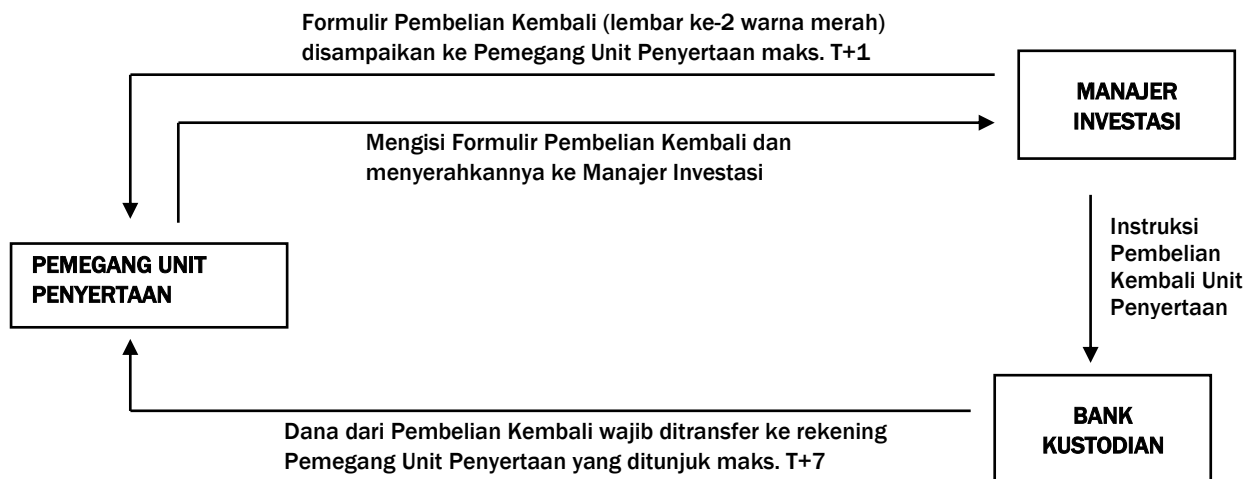 Formulir Pembelian Kembali (lembar ke-2 warna merah)
disampaikan ke Pemegang Unit Penyertaan maks. T+1
MANAJER
INVESTASI
Mengisi Formulir Pembelian Kembali dan
menyerahkannya ke Manajer Investasi
Instruksi
Pembelian
Kembali Unit
Penyertaan
PEMEGANG UNIT
PENYERTAAN
BANK
KUSTODIAN
Dana dari Pembelian Kembali wajib ditransfer ke rekening
Pemegang Unit Penyertaan yang ditunjuk maks. T+7